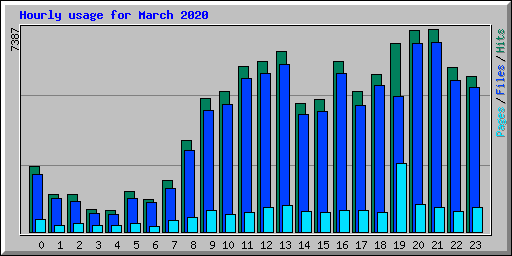 Hourly usage for March 2020
7387
Pages/Files/Hits
0 1 2 3 4 5 6 7 8 9 10 11 12 13 14 15 16 17 18 19 20 21 22 23